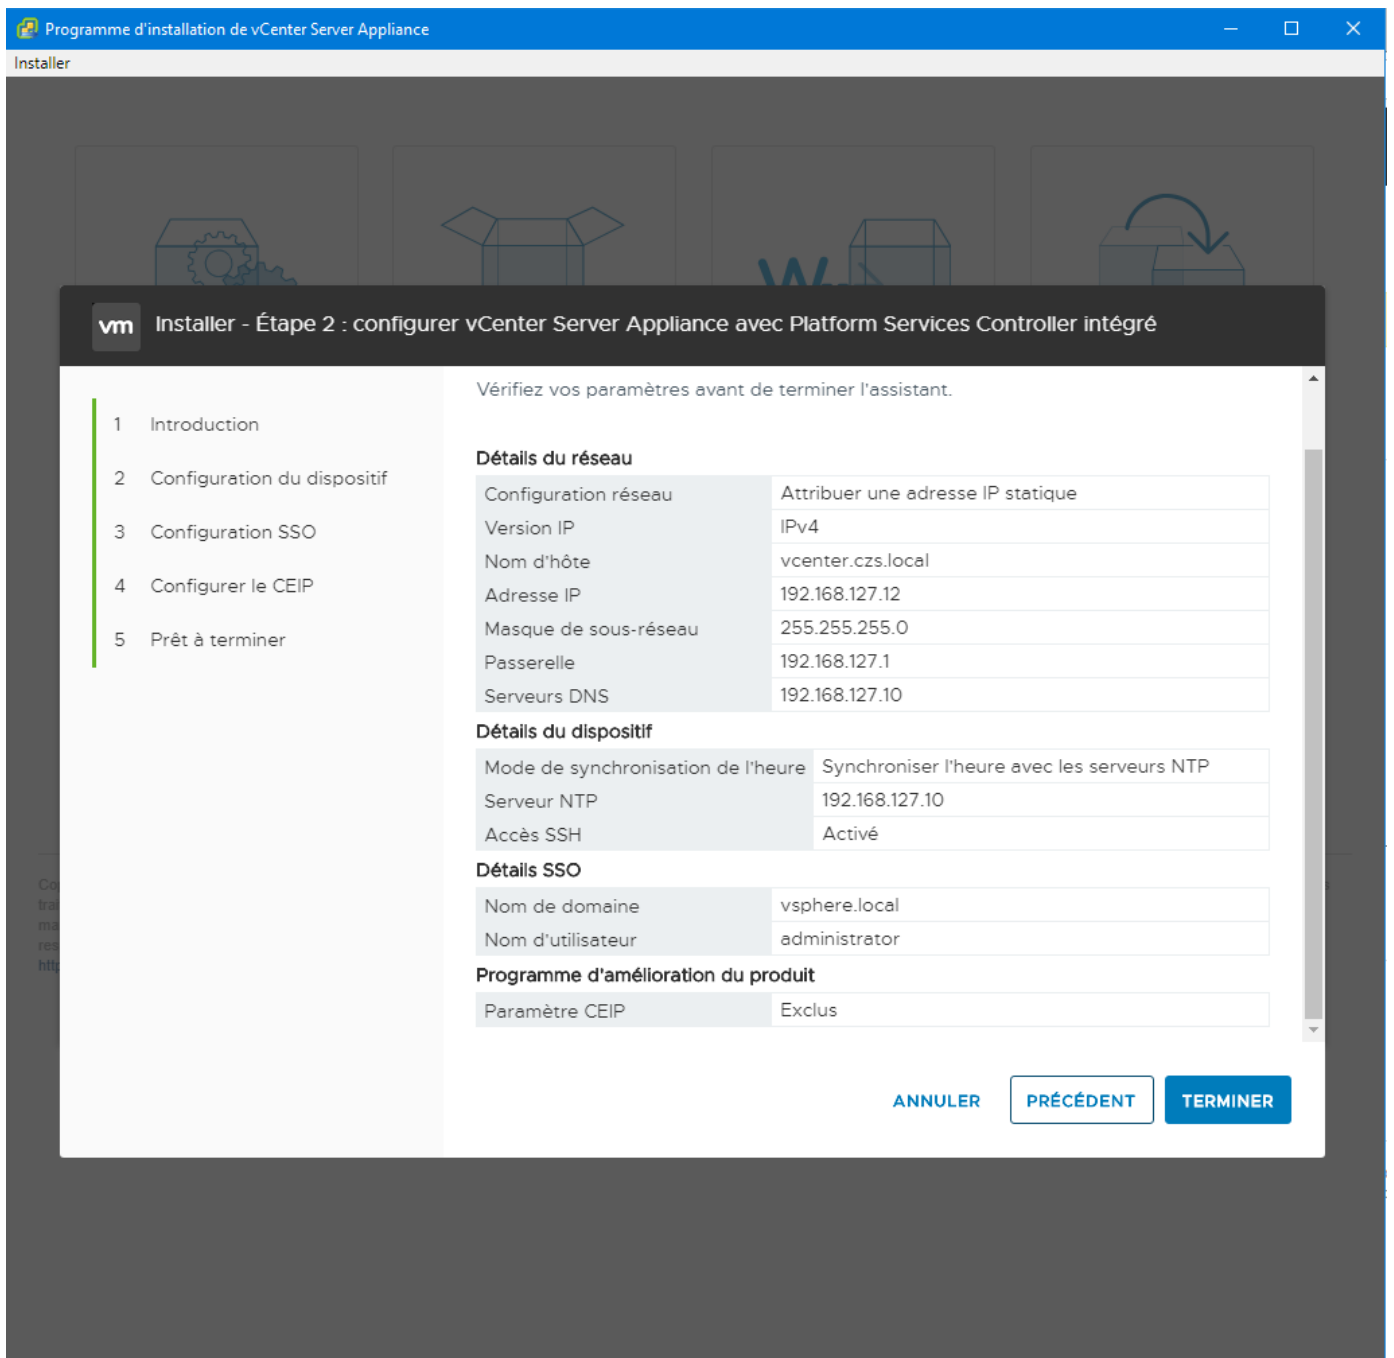 Programme d'installation de vCenter Server Appliance
Installer
W
vm Installer - Étape 2 : configurer vCenter Server Appliance avec Platform Services Controller intégré
1 Introduction
2 Configuration du dispositif
3 Configuration SSO
4 Configurer le CEIP
5 Prêt à terminer
Vérifiez vos paramètres avant de terminer l'assistant.
Détails du réseau
Configuration réseau Attribuer une adresse IP statique
Version IP IPv4
Nom d'hôte vcenter.czs.local
Adresse IP 192.168.127.12
Masque de sous-réseau 255.255.255.0
Passerelle 192.168.127.1
Serveurs DNS 192.168.127.10
Détails du dispositif
Mode de synchronisation de l'heure Synchroniser l'heure avec les serveurs NTP
Serveur NTP 192.168.127.10
Accès SSH Activé
Détails SSO
Nom de domaine vsphere.local
Nom d'utilisateur administrator
Programme d'amélioration du produit
Paramètre CEIP Exclus
ANNULER PRÉCÉDENT TERMINER